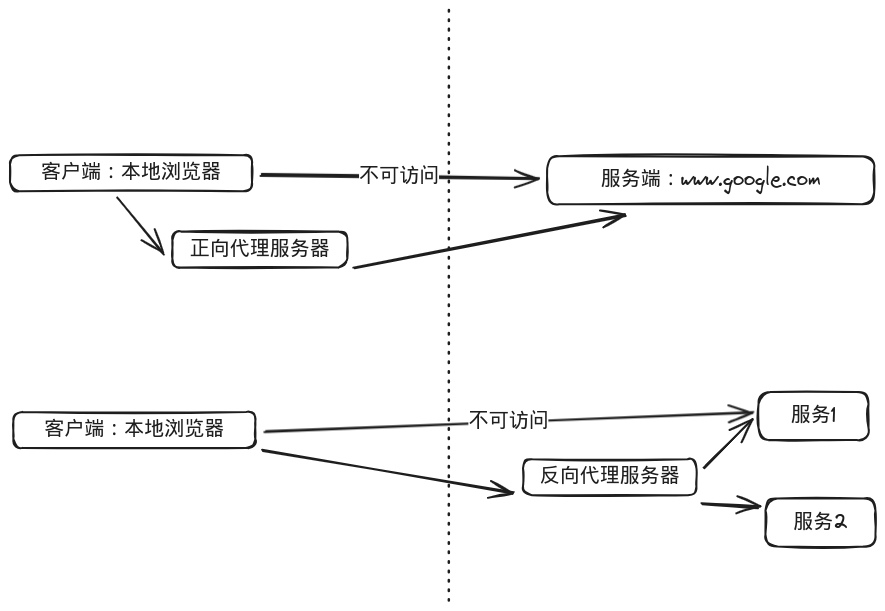 客户端：本地浏览器
不可访问
服务端：www.google.com
正向代理服务器
客户端：本地浏览器
不可访问
服务1
反向代理服务器
服务2